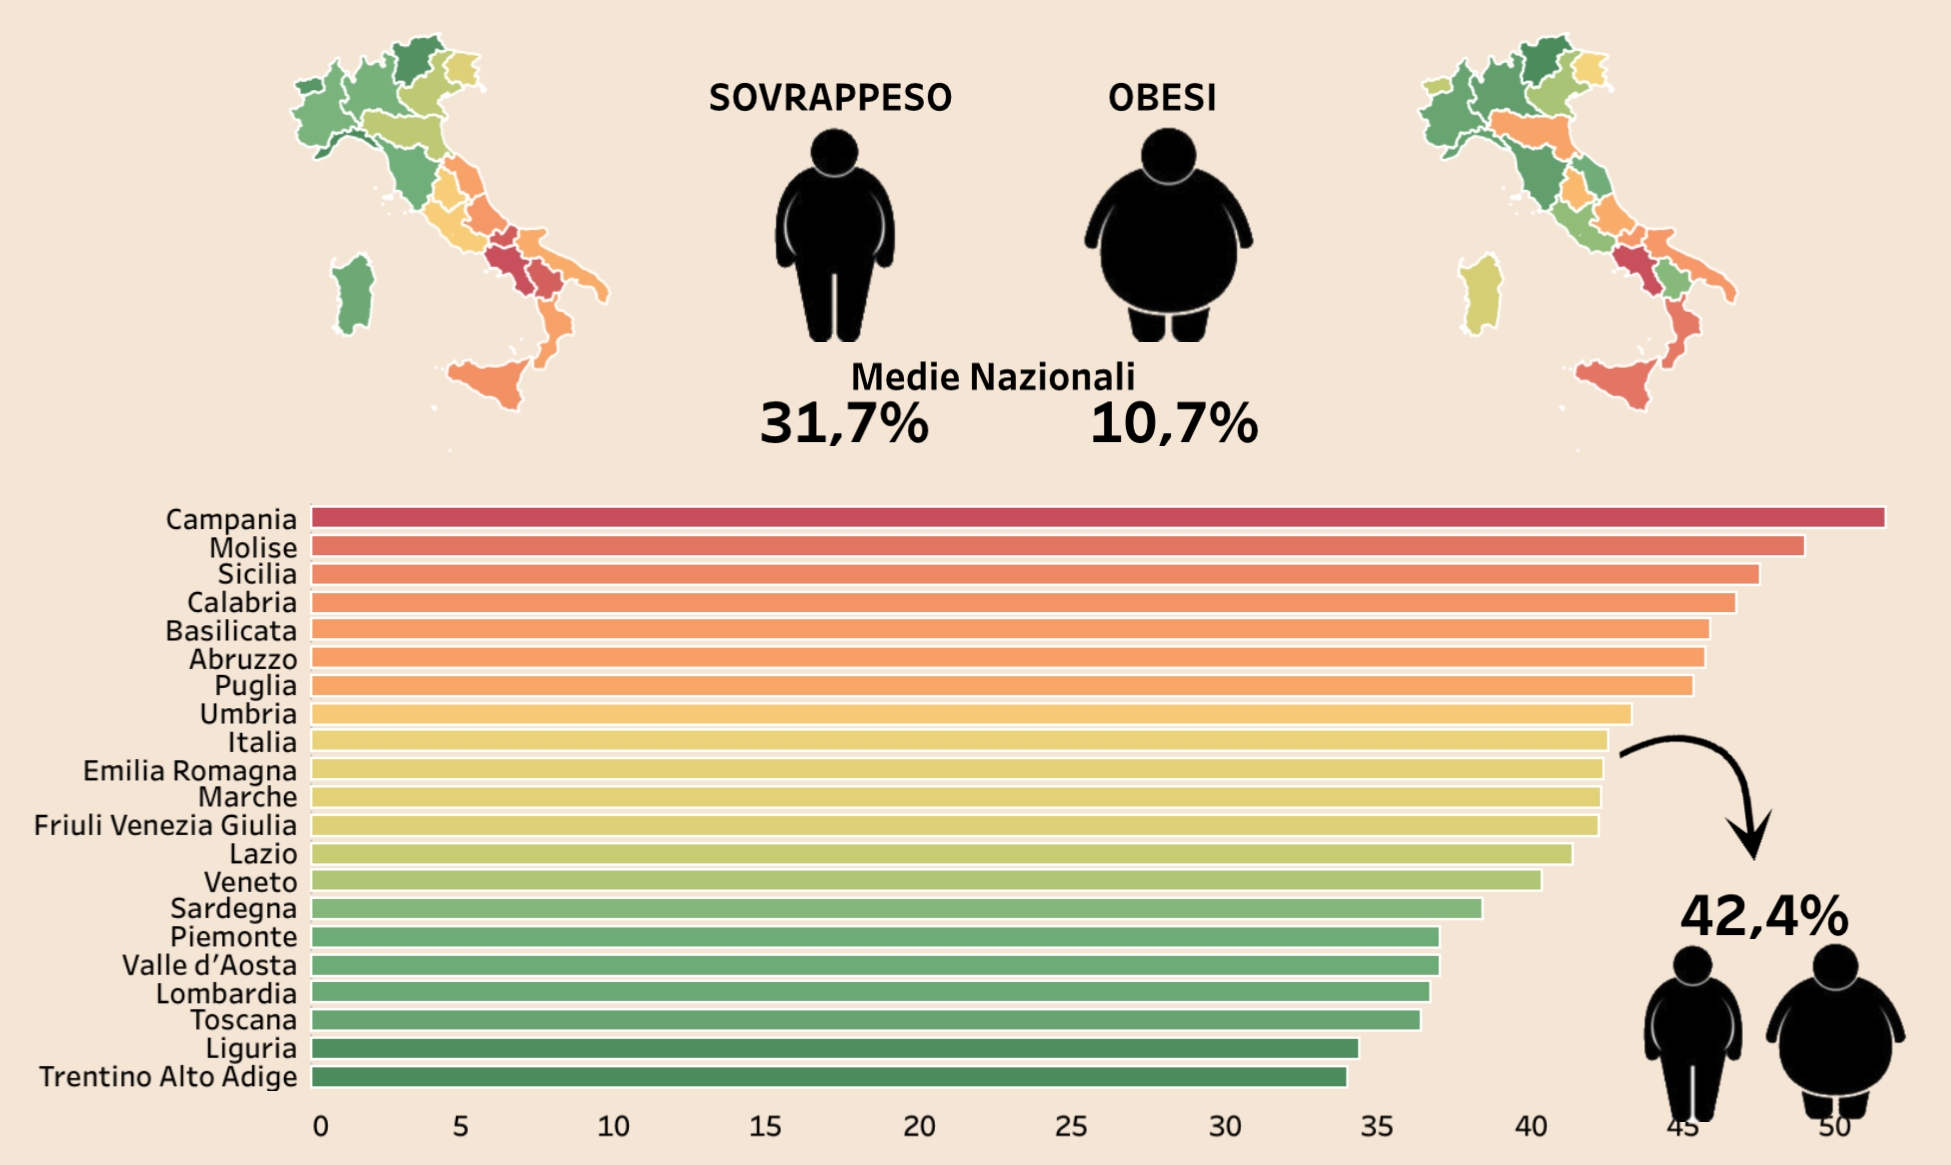 SOVRAPPESO
OBESI
Medie Nazionali
31,7%
10,7%
Campania
Molise
Sicilia
Calabria
Basilicata
Abruzzo
Puglia
Umbria
Italia
Emilia Romagna
Marche
Friuli Venezia Giulia
Lazio
Veneto
Sardegna
Piemonte
Valle d’Aosta
Lombardia
Toscana
Liguria
Trentino Alto Adige
42,4%
0 5 10 15 20 25 30 35 40 45 50